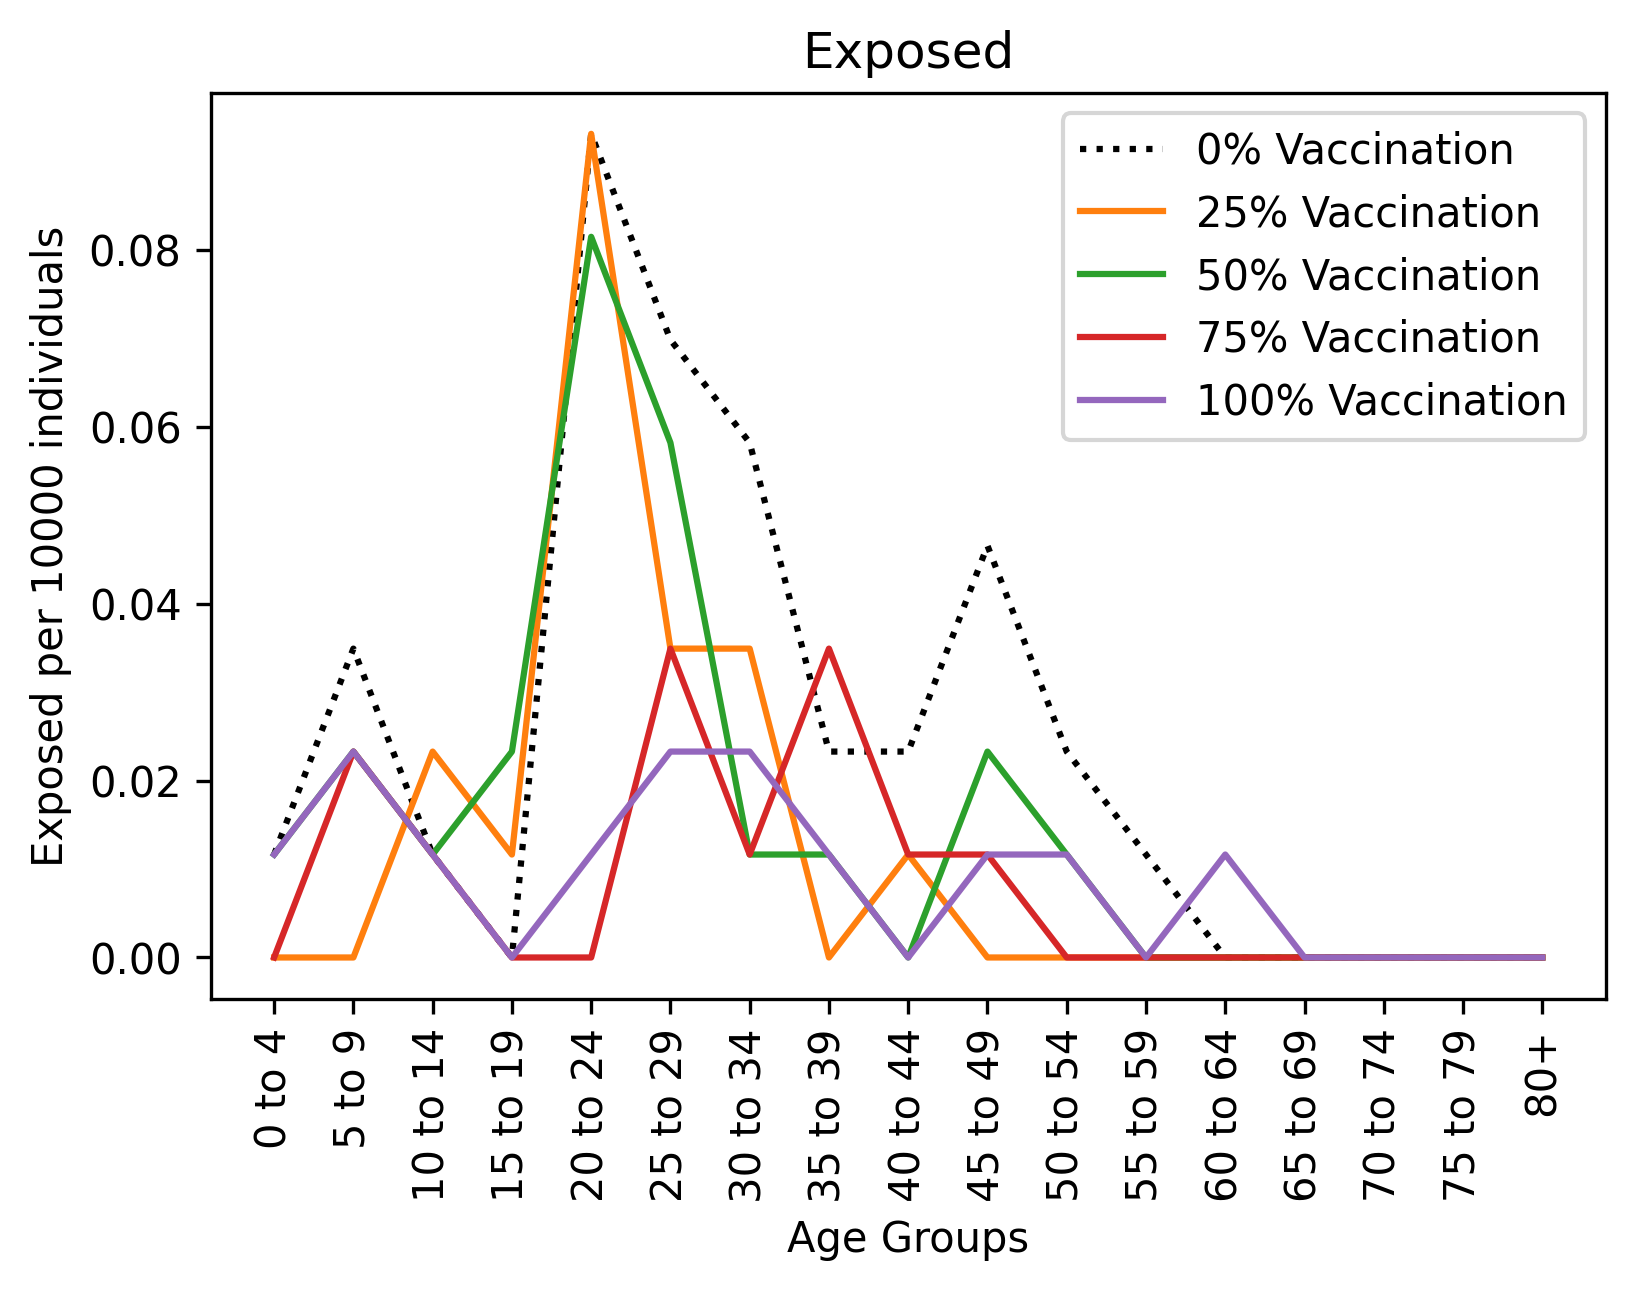 Exposed
0% Vaccination
25% Vaccination
50% Vaccination
75% Vaccination
100% Vaccination
Exposed per 10000 individuals
0.08
0.06
0.04
0.02
0.00
0 to 4
5 to 9
10 to 14
15 to 19
20 to 24
25 to 29
30 to 34
35 to 39
40 to 44
45 to 49
50 to 54
55 to 59
60 to 64
65 to 69
70 to 74
75 to 79
80+
Age Groups